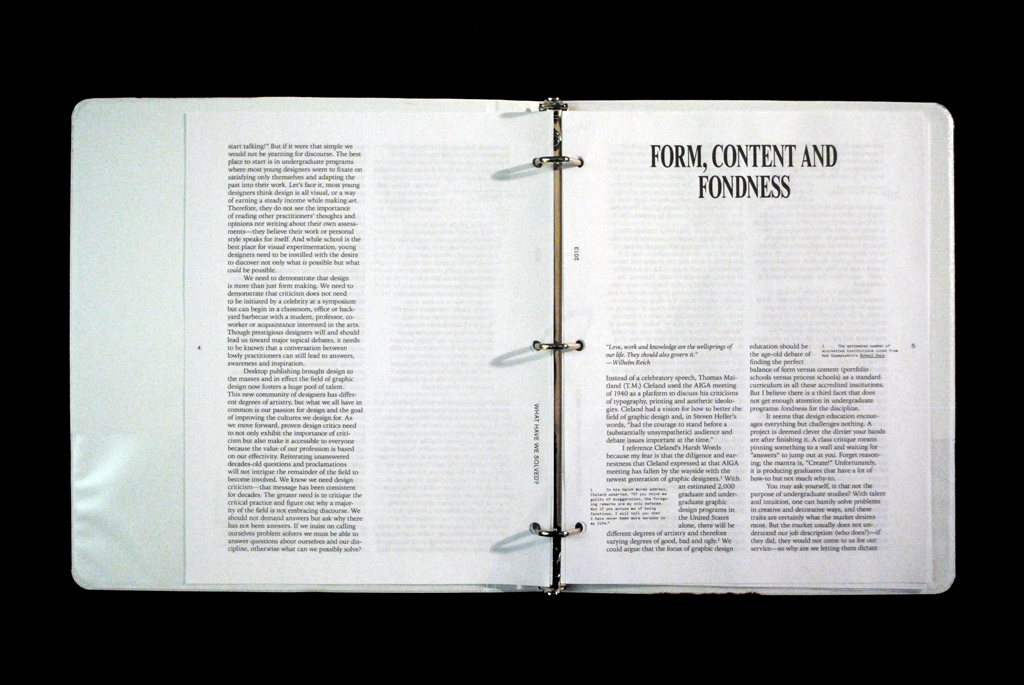 start talking!" But if it were that simple we
would not be yearning for discourse. The best
place to start is in undergraduate programs
where most young designers seem to fixate on
satisfying only themselves and adapting the
past into their work. Let's face it, most young
designers think design is all visual, or a way
of earning a steady income while making art.
Therefore, they do not see the importance
of reading other practitioners' thoughts and
opinions nor writing about their own assess-
ments—they believe their work or personal
style speaks for itself. And while school is the
best place for visual experimentation, young
designers need to be instilled with the desire
to discover not only what is possible but what
could be possible.
We need to demonstrate that design
is more than just form making. We need to
demonstrate that criticism does not need
to be initiated by a celebrity at a symposium
but can begin in a classroom, office or back-
yard barbecue with a student, professor, co-
worker or acquaintance interested in the arts.
Though prestigious designers will and should
lead us toward major topical debates, it needs
to be known that a conversation between
lowly practitioners can still lead to answers,
awareness and inspiration.
Desktop publishing brought design to
the masses and in effect the field of graphic
design now fosters a huge pool of talent.
This new community of designers has differ-
ent degrees of artistry, but what we all have in
common is our passion for design and the goal
of improving the cultures we design for. As
we move forward, proven design critics need
to not only exhibit the importance of criti-
cism but also make it accessible to everyone
because the value of our profession is based
on our effectivity. Reiterating unanswered
decades-old questions and proclamations
will not intrigue the remainder of the field to
become involved. We know we need design
criticism—that message has been consistent
for decades. The greater need is to critique the
critical practice and figure out why a major-
ity of the field is not embracing discourse. We
should not demand answers but ask why there
has not been answers. If we insist on calling
ourselves problem solvers we must be able to
answer questions about ourselves and our dis-
cipline, otherwise what can we possibly solve?
4
WHAT HAVE WE SOLVED?
2013
FORM, CONTENT AND
FONDNESS
"Love, work and knowledge are the wellsprings of
our life. They should also govern it."
—Wilhelm Reich
Instead of a celebratory speech, Thomas Mai-
tland (T.M.) Cleland used the AIGA meeting
of 1940 as a platform to discuss his criticisms
of typography, printing and aesthetic ideolo-
gies. Cleland had a vision for how to better the
field of graphic design and, in Steven Heller's
words, "had the courage to stand before a
(substantially unsympathetic) audience and
debate issues important at the time."
I reference Cleland's Harsh Words
because my fear is that the diligence and ear-
nestness that Cleland expressed at that AIGA
meeting has fallen by the wayside with the
newest generation of graphic designers.¹ With
an estimated 2,000
graduate and under-
graduate graphic
design programs in
the United States
alone, there will be
different degrees of artistry and therefore
varying degrees of good, bad and ugly.² We
could argue that the focus of graphic design
1 In his Harsh Words address,
Cleland asserted, "If you think me
guilty of exaggeration, the forego-
ing remarks are my only defense.
But if you accuse me of being
facetious, I will tell you that
I have never been more serious in
my life."
education should be
the age-old debate of
finding the perfect
balance of form versus content (portfolio
schools versus process schools) as a standard
curriculum in all these accredited institutions.
But I believe there is a third facet that does
not get enough attention in undergraduate
programs: fondness for the discipline.
It seems that design education encour-
ages everything but challenges nothing. A
project is deemed clever the dirtier your hands
are after finishing it. A class critique means
pinning something to a wall and waiting for
"answers" to jump out at you. Forget reason-
ing; the mantra is, "Create!" Unfortunately,
it is producing graduates that have a lot of
how-so but not much why-to.
You may ask yourself, is that not the
purpose of undergraduate studies? With talent
and intuition, one can hastily solve problems
in creative and decorative ways, and these
traits are certainly what the market desires
most. But the market usually does not un-
derstand our job description (who does?)—if
they did, they would not come to us for our
service—so why are we letting them dictate
The estimated number of
accredited institutions comes from
5